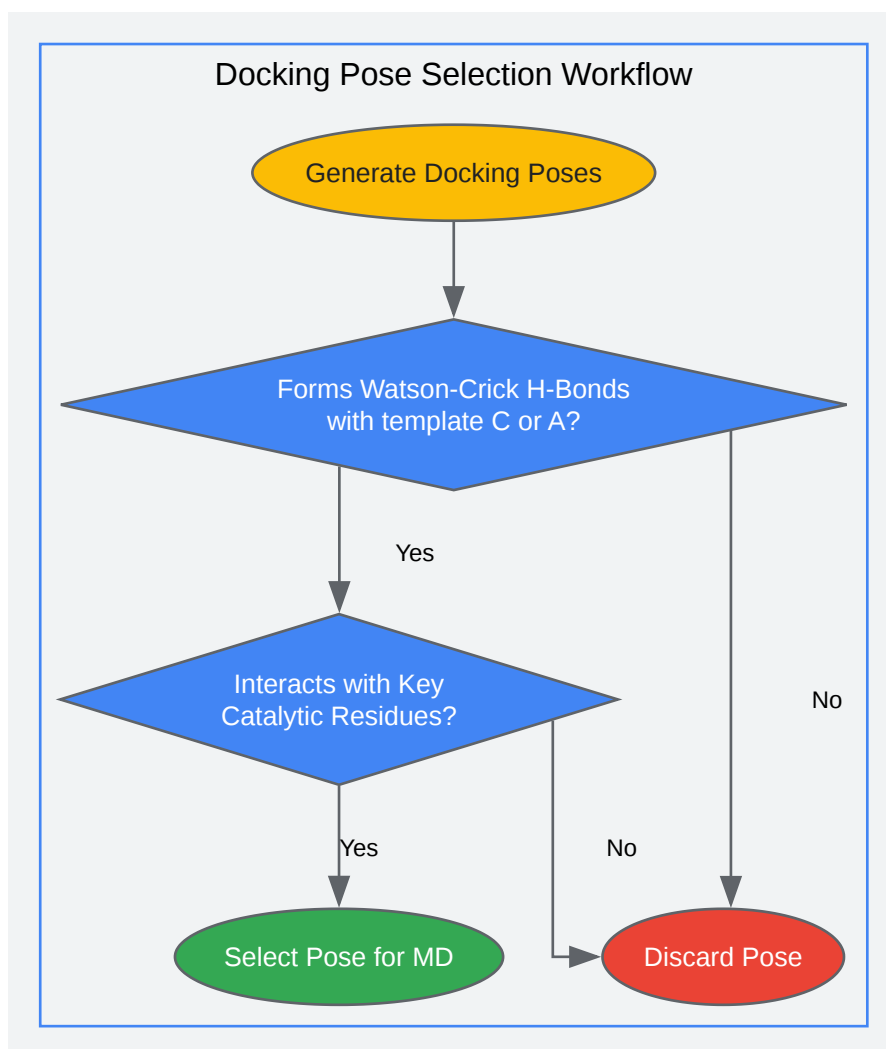 Docking Pose Selection Workflow
Generate Docking Poses
Forms Watson-Crick H-Bonds
with template C or A?
Yes
Interacts with Key
Catalytic Residues?
No
Yes
No
Select Pose for MD
Discard Pose